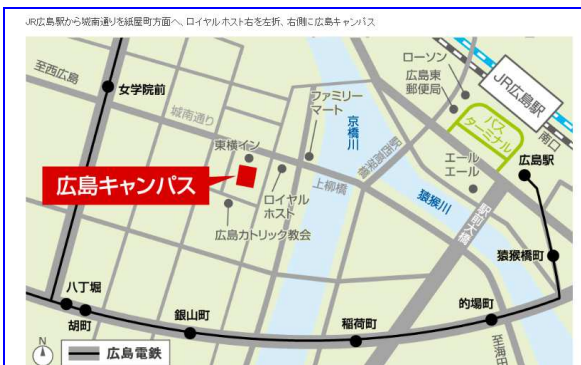 JR広島駅から城南通りを紙屋町方面へ、ロイヤルホスト右を左折、右側に広島キャンパス
至西広島
女学院前
城南通り
ファミリー
マート
京橋川
ローソン
広島東
郵便局
JR広島駅
南口
バス
ターミナル
広島駅
エール
エール
駅西高架橋
東横イン
広島キャンパス
ロイヤル
ホスト
上柳橋
広島カトリック教会
猿猴川
駅前大橋
猿猴橋町
八丁堀
胡町
銀山町
稲荷町
的場町
至海田
N
広島電鉄